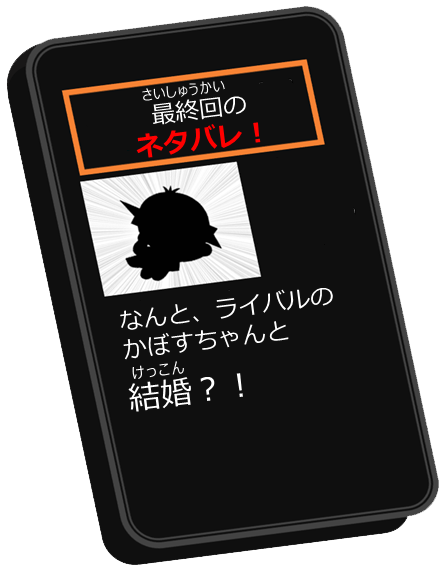 さいしゅうかい
最終回の
ネタバレ！
なんと、ライバルの
かぼすちゃんと
けっこん
結婚？！